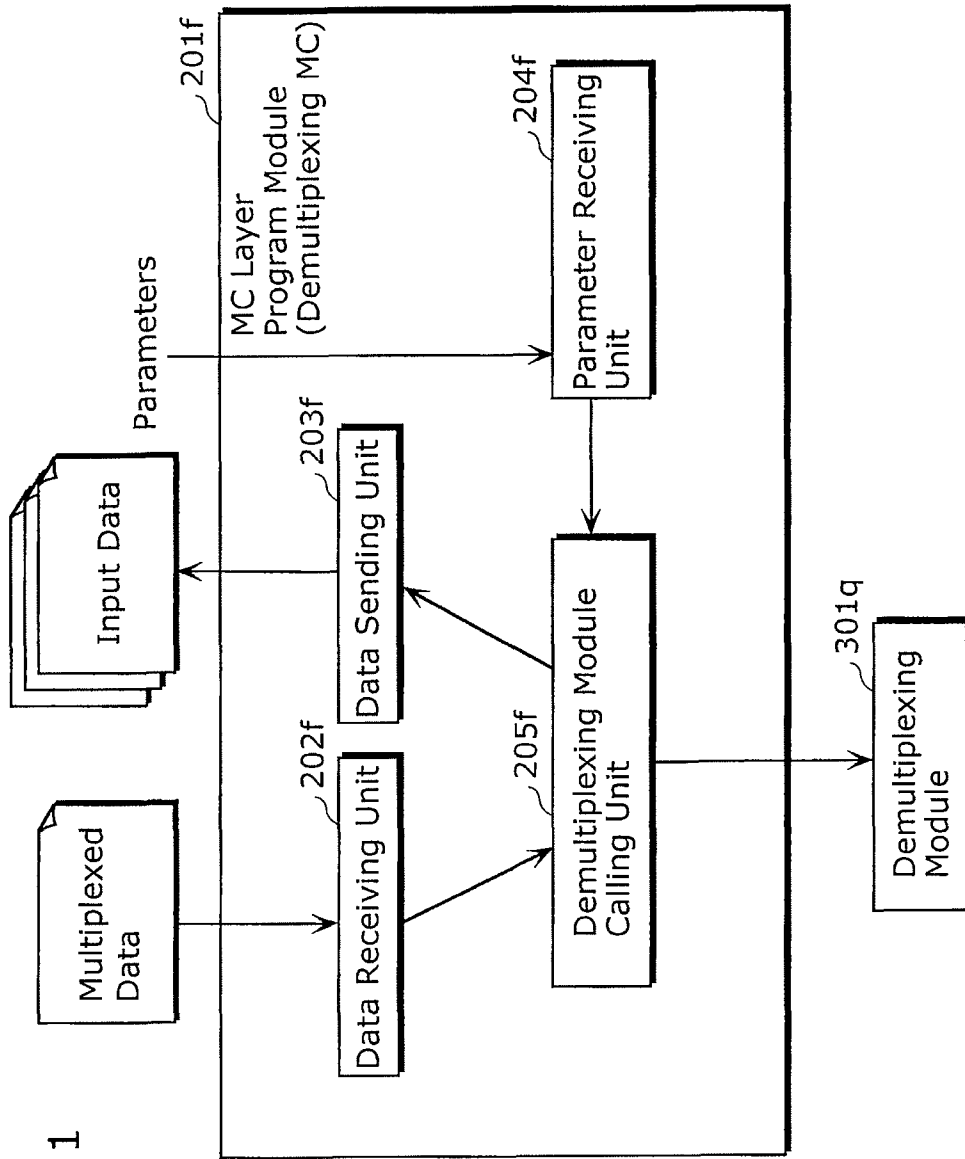 1
Multiplexed
Data
Input Data
Parameters
201f
MC Layer
Program Module
(Demultiplexing MC)
202f
Data Receiving Unit
203f
Data Sending Unit
204f
Parameter Receiving
Unit
Demultiplexing Module
Calling Unit
205f
301q
Demultiplexing
Module